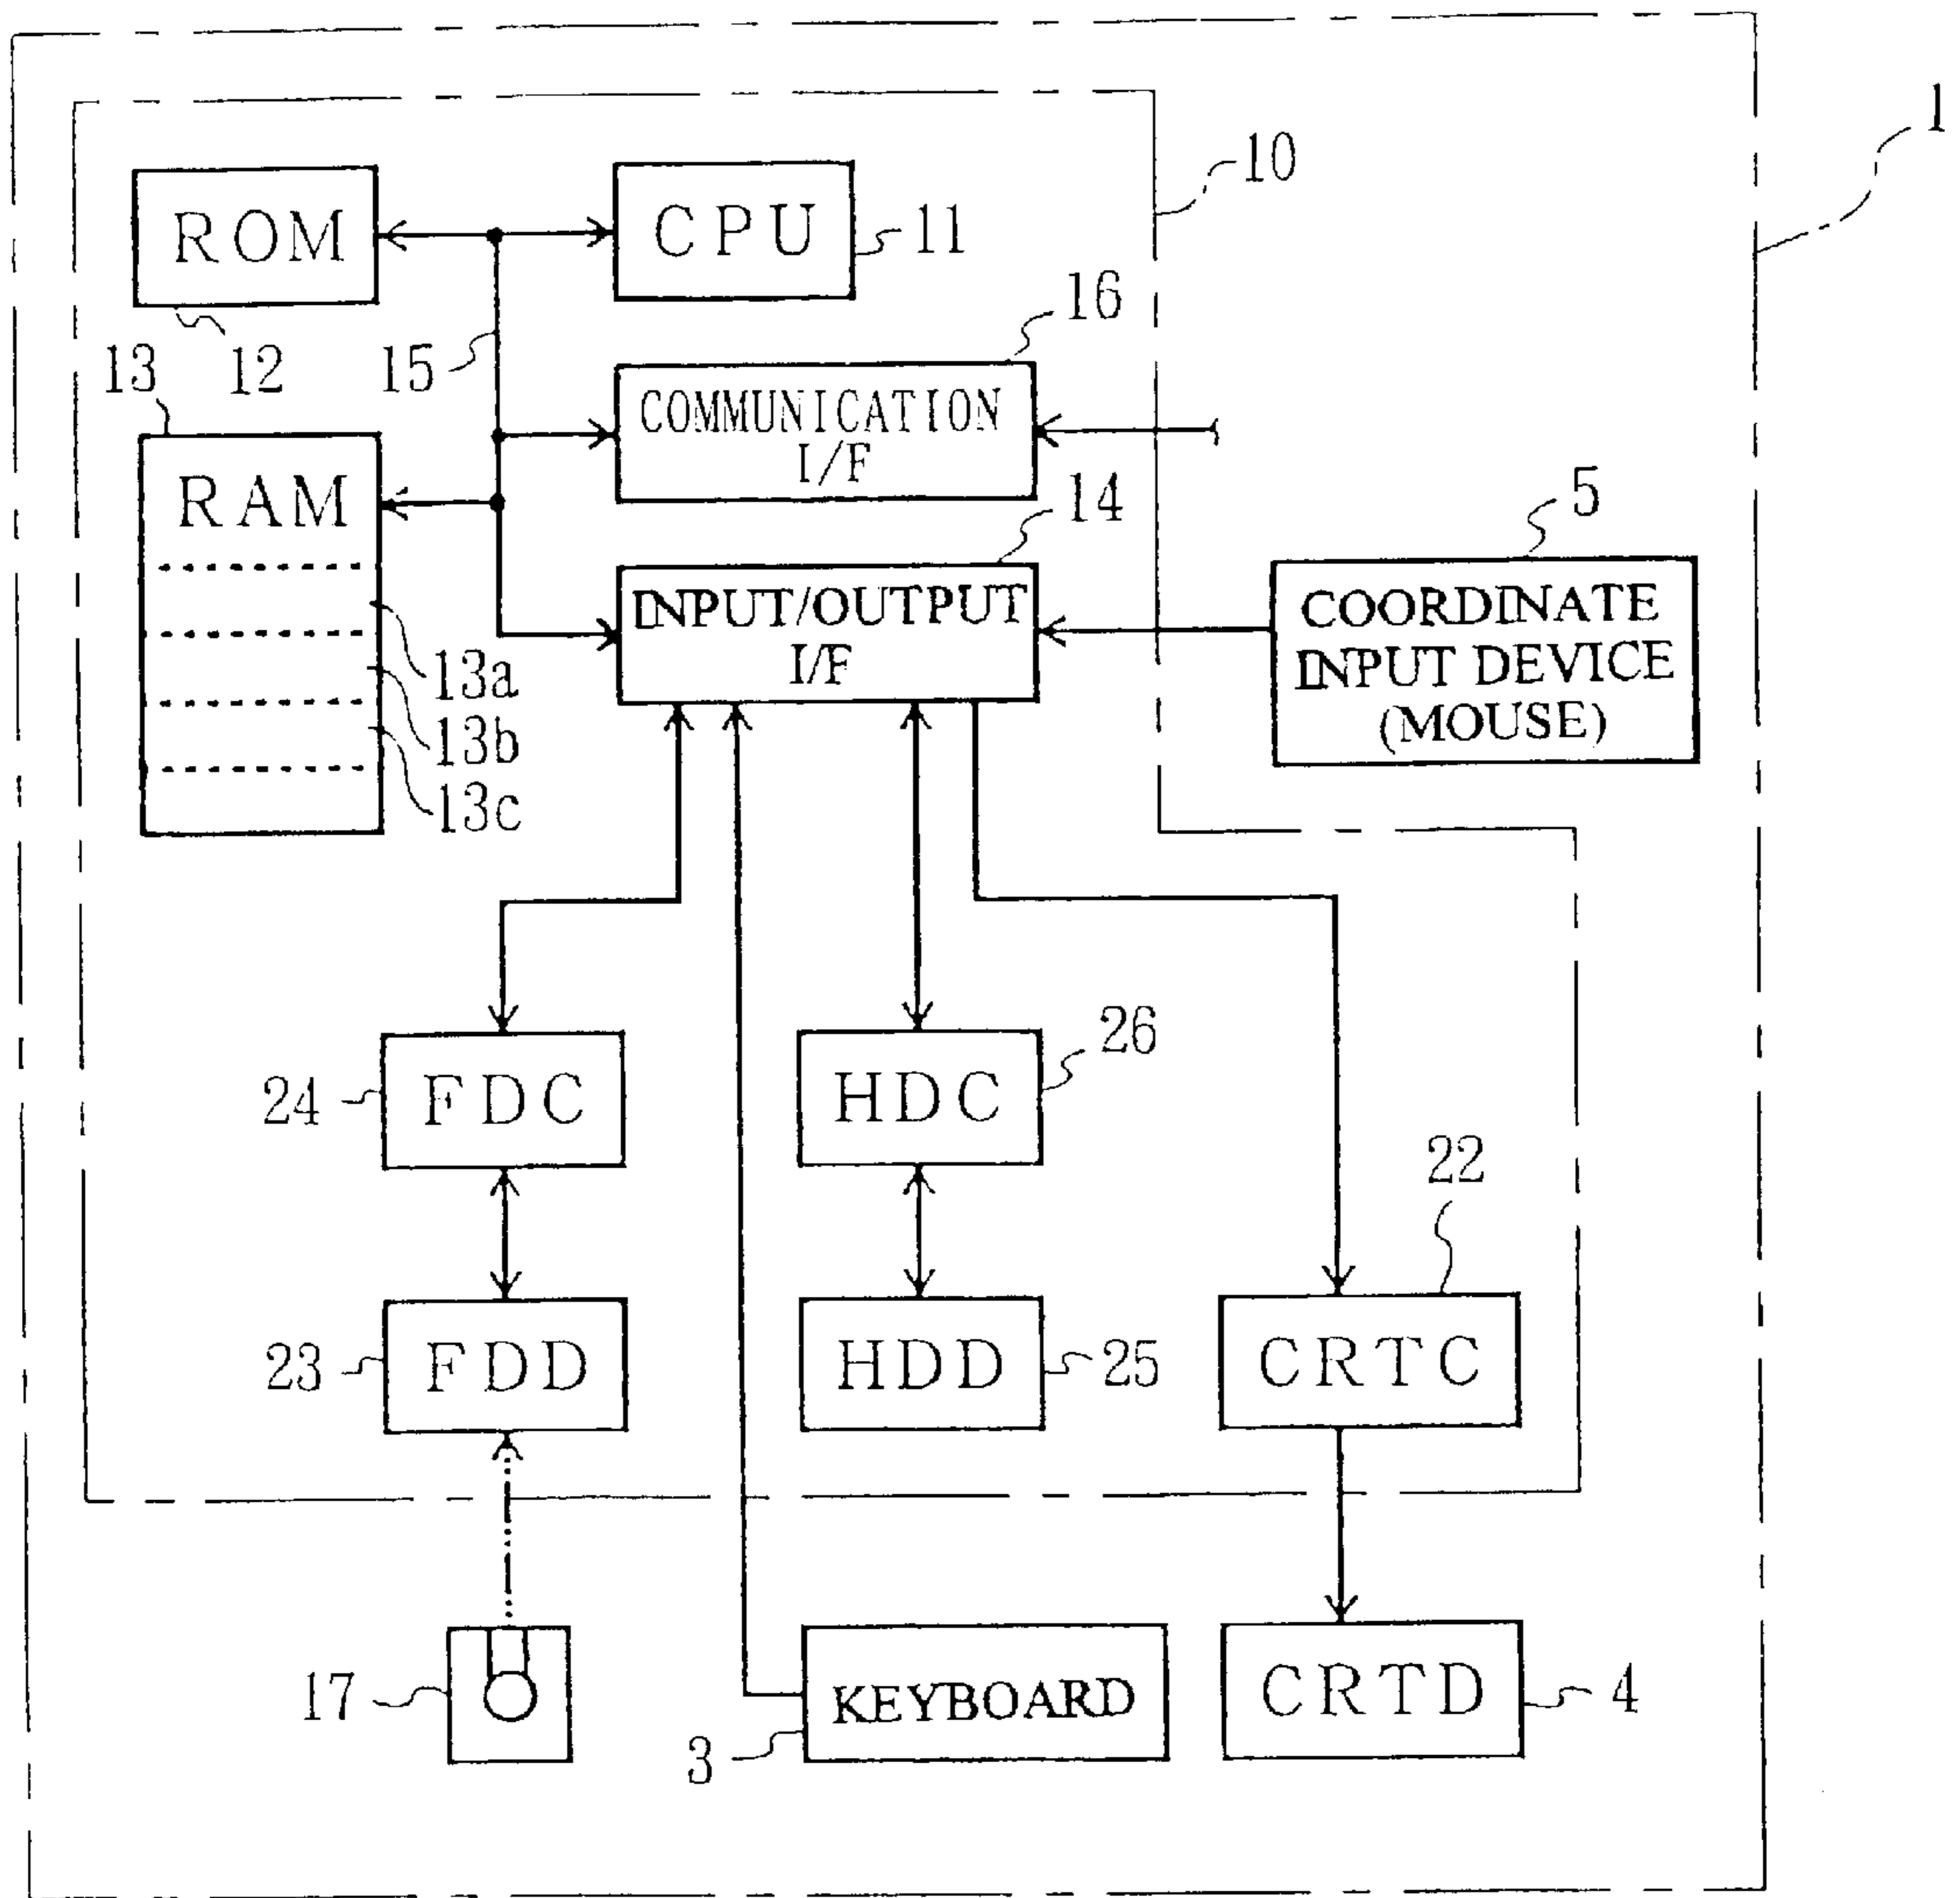 1
10
ROM
CPU
11
12
15
16
13
COMMUNICATION
I/F
RAM
14
5
INPUT/OUTPUT
I/F
COORDINATE
INPUT DEVICE
(MOUSE)
13a
13b
13c
24
FDC
HDC
26
22
23
FDD
HDD
25
CRTC
17
KEYBOARD
3
CRTD
4